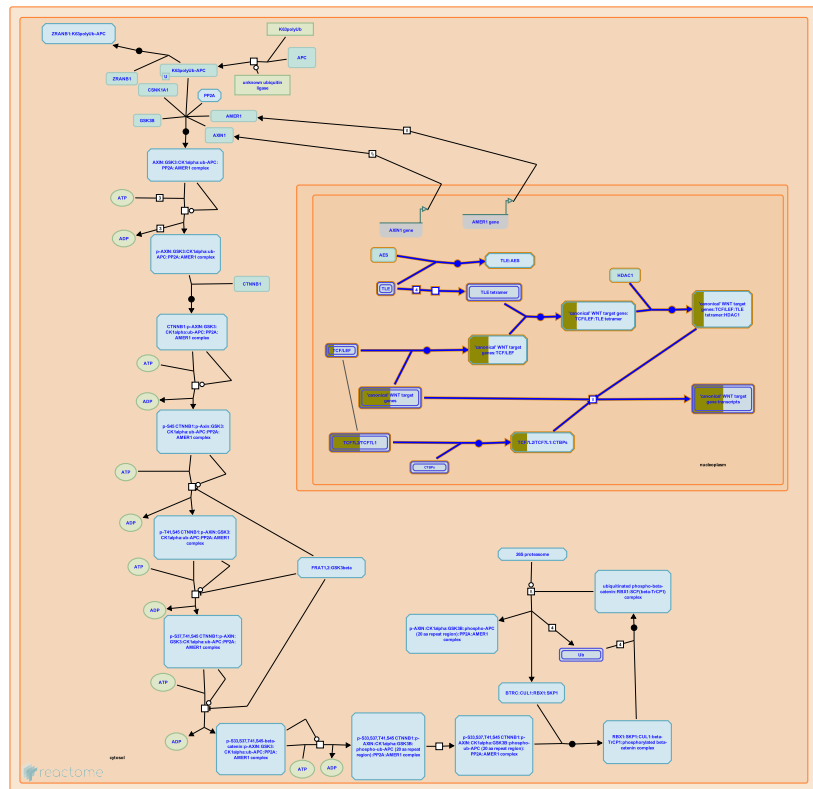 ZRANB1:K63polyUb-APC
K63polyUb
APC
K63polyUb-APC
U
ZRANB1
unknown ubiquitin
ligase
CSNK1A1
PP2A
GSK3B
AMER1
AXIN1
AXIN:GSK3:CK1alpha:ub-APC:
PP2A:AMER1 complex
ATP
3
ADP
3
p-AXIN:GSK3:CK1alpha:ub-
APC:PP2A:AMER1 complex
CTNNB1
CTNNB1:p-AXIN:GSK3:
CK1alpha:ub-APC:PP2A:
AMER1 complex
ATP
ADP
p-S45 CTNNB1:p-Axin:GSK3:
CK1alpha:ub-APC:PP2A:
AMER1 complex
ATP
ADP
p-T41,S45 CTNNB1:p-AXIN:GSK3:
CK1alpha:ub-APC:PP2A:AMER1
complex
FRAT1,2:GSK3beta
ATP
ADP
p-S37,T41,S45 CTNNB1:p-AXIN:
GSK3:CK1alpha:ub-APC:PP2A:
AMER1 complex
ATP
ADP
p-S33,S37,T41,S45-beta-
catenin:p-AXIN:GSK3:
CK1alpha:ub-APC:PP2A:
AMER1 complex
ATP
ADP
p-S33,S37,T41,S45 CTNNB1:p-
AXIN:CK1alpha:GSK3B:
phospho-ub-APC (20 aa repeat
region):PP2A:AMER1 complex
p-S33,S37,T41,S45 CTNNB1:p-
AXIN:CK1alpha:GSK3B:phospho-
ub-APC (20 aa repeat region):
PP2A:AMER1 complex
RBX1:SKP1:CUL1:beta-
TrCP1:phosphorylated beta-
catenin complex
BTRC:CUL1:RBX1:SKP1
p-AXIN:CK1alpha:GSK3B:phospho-APC
(20 aa repeat region):PP2A:AMER1
complex
4
Ub
4
26S proteasome
ubiquitinated phospho-beta-
catenin:RBX1:SCF(beta-TrCP1)
complex
AXIN1 gene
AMER1 gene
AES
TLE:AES
TLE
4
TLE tetramer
HDAC1
'canonical' WNT target gene:
TCF/LEF:TLE tetramer
'canonical' WNT target
genes:TCF/LEF:TLE
tetramer:HDAC1
TCF/LEF
'canonical' WNT target
genes:TCF/LEF
'canonical' WNT target
genes
'canonical' WNT target
gene transcripts
TCF7L2/TCF7L1
TCF7L2/TCF7L1:CTBPs
CTBPs
nucleoplasm
cytosol
reactome